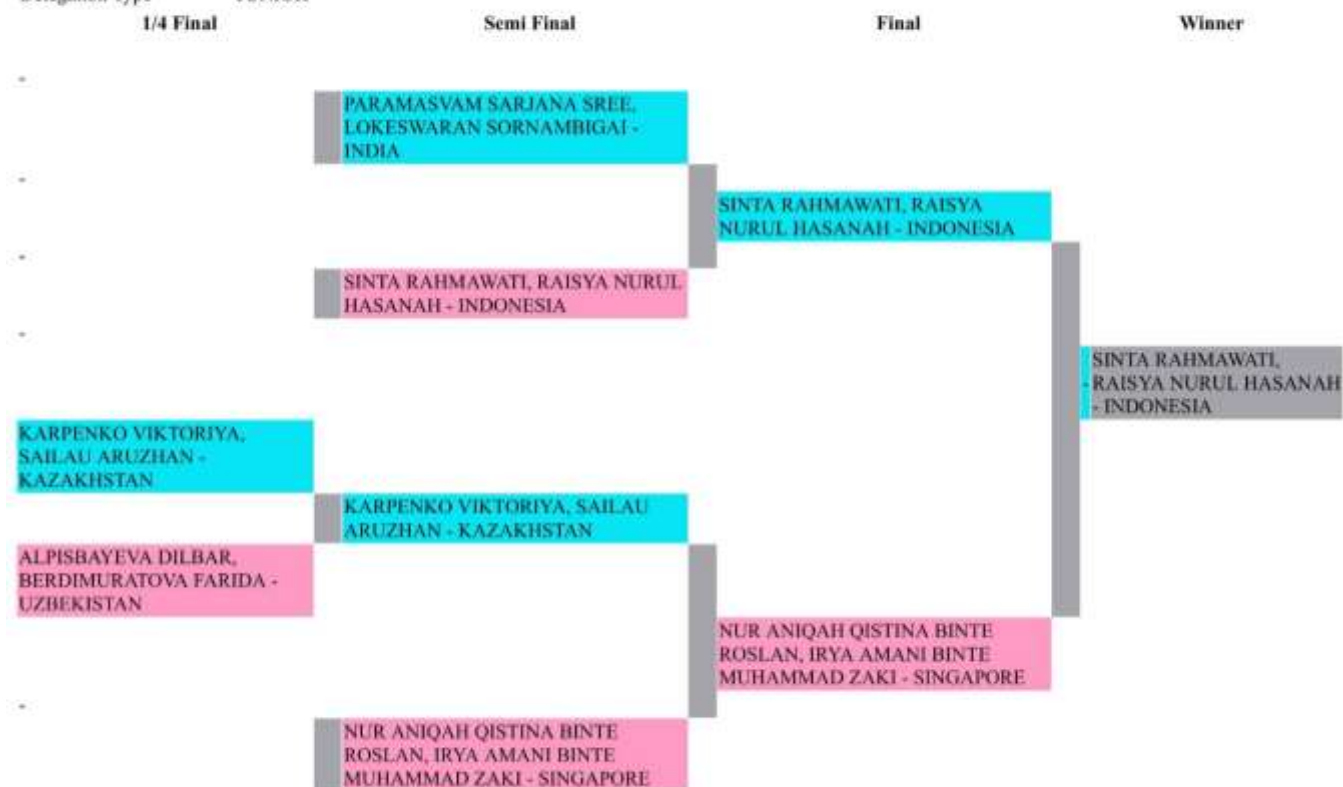 1/4 Final Semi Final Final Winner
-
PARAMASVAM SARJANA SREE,
LOKESWARAN SORNAMBIGAI -
INDIA
-
SINTA RAHMAWATI, RAISYA
NURUL HASANAH - INDONESIA
-
SINTA RAHMAWATI, RAISYA NURUL
HASANAH - INDONESIA
-
SINTA RAHMAWATI,
- RAISYA NURUL HASANAH
- INDONESIA
KARPENKO VIKTORIYA,
SAILAU ARUZHAN -
KAZAKHSTAN
KARPENKO VIKTORIYA, SAILAU
ARUZHAN - KAZAKHSTAN
ALPISBAYEVA DILBAR,
BERDIMURATOVA FARIDA -
UZBEKISTAN
NUR ANIQAH QISTINA BINTE
ROSLAN, IRYA AMANI BINTE
MUHAMMAD ZAKI - SINGAPORE
-
NUR ANIQAH QISTINA BINTE
ROSLAN, IRYA AMANI BINTE
MUHAMMAD ZAKI - SINGAPORE